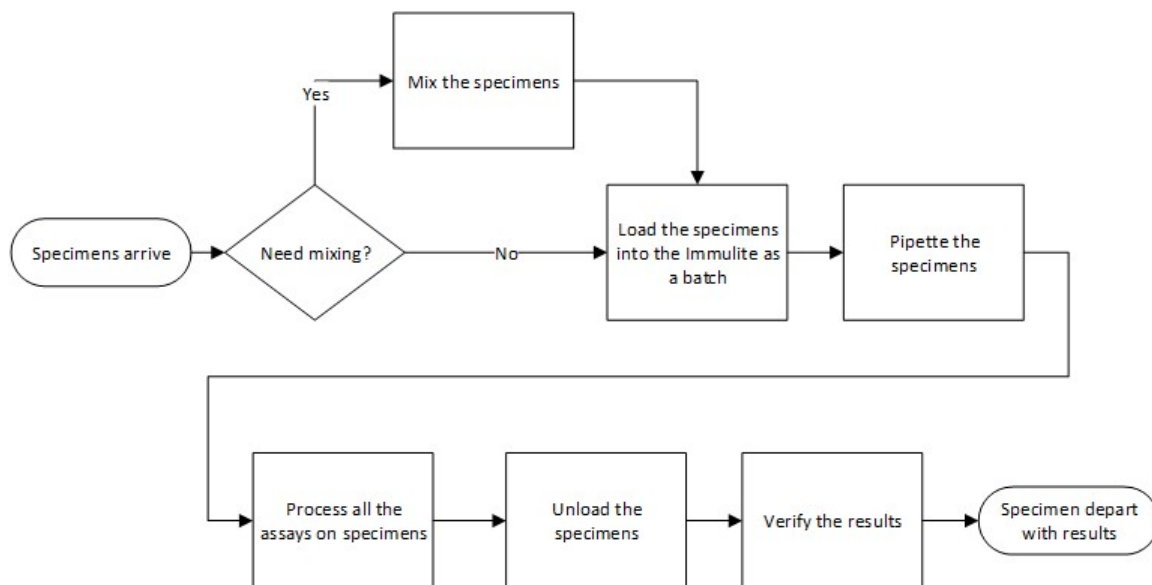 Mix the specimens
Yes
Specimens arrive
Need mixing?
No
Load the specimens
into the Immulite as
a batch
Pipette the
specimens
Process all the
assays on specimens
Unload the
specimens
Verify the results
Specimen depart
with results